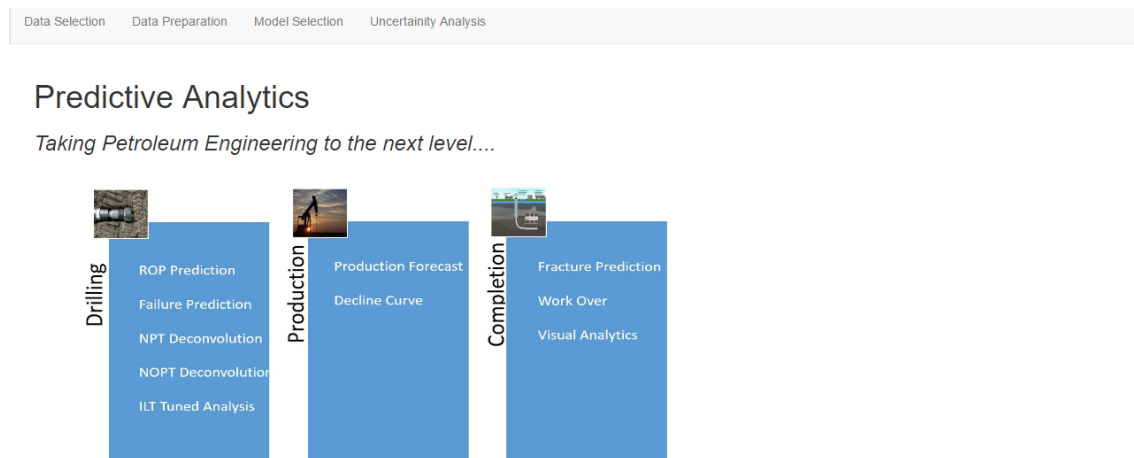 Data Selection Data Preparation Model Selection Uncertainity Analysis
Predictive Analytics
Taking Petroleum Engineering to the next level....
Drilling
ROP Prediction
Failure Prediction
NPT Deconvolution
NOPT Deconvolution
ILT Tuned Analysis
Production
Production Forecast
Decline Curve
Completion
Fracture Prediction
Work Over
Visual Analytics